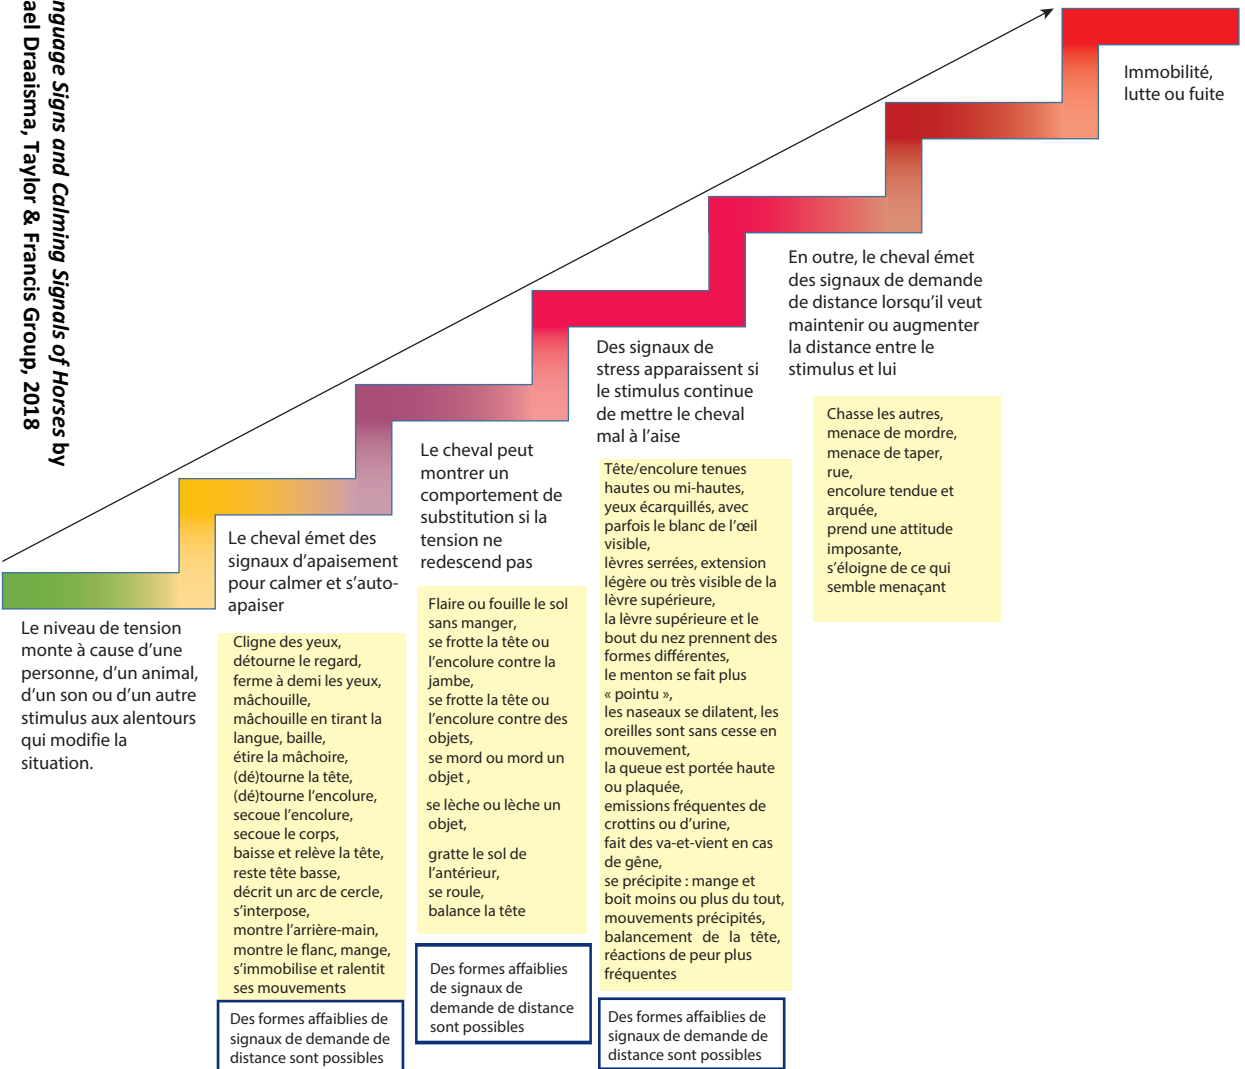 nguage Signs and Calming Signals of Horses by
ael Draaisma, Taylor & Francis Group, 2018
Le niveau de tension
monte à cause d'une
personne, d'un animal,
d'un son ou d'un autre
stimulus aux alentours
qui modifie la
situation.
Le cheval émet des
signaux d'apaisement
pour calmer et s'auto-
apaiser
Cligne des yeux,
détourne le regard,
ferme à demi les yeux,
mâchouille,
mâchouille en tirant la
langue, baille,
étire la mâchoire,
(dé)tourne la tête,
(dé)tourne l'encolure,
secoue l'encolure,
secoue le corps,
baisse et relève la tête,
reste tête basse,
décrit un arc de cercle,
s'interpose,
montre l'arrière-main,
montre le flanc, mange,
s'immobilise et ralentit
ses mouvements
Des formes affaiblies de
signaux de demande de
distance sont possibles
Le cheval peut
montrer un
comportement de
substitution si la
tension ne
redescend pas
Flaire ou fouille le sol
sans manger,
se frotte la tête ou
l'encolure contre la
jambe,
se frotte la tête ou
l'encolure contre des
objets,
se mord ou mord un
objet ,
se lèche ou lèche un
objet,
gratte le sol de
l'antérieur,
se roule,
balance la tête
Des formes affaiblies
de signaux de
demande de distance
sont possibles
Des signaux de
stress apparaissent si
le stimulus continue
de mettre le cheval
mal à l'aise
Tête/encolure tenues
hautes ou mi-hautes,
yeux écarquillés, avec
parfois le blanc de l'œil
visible,
lèvres serrées, extension
légère ou très visible de la
lèvre supérieure,
la lèvre supérieure et le
bout du nez prennent des
formes différentes,
le menton se fait plus
« pointu »,
les naseaux se dilatent, les
oreilles sont sans cesse en
mouvement,
la queue est portée haute
ou plaquée,
emissions fréquentes de
crottins ou d'urine,
fait des va-et-vient en cas
de gêne,
se précipite : mange et
boit moins ou plus du tout,
mouvements précipités,
balancement de la tête,
réactions de peur plus
fréquentes
Des formes affaiblies de
signaux de demande de
distance sont possibles
En outre, le cheval émet
des signaux de demande
de distance lorsqu'il veut
maintenir ou augmenter
la distance entre le
stimulus et lui
Chasse les autres,
menace de mordre,
menace de taper,
rue,
encolure tendue et
arquée,
prend une attitude
imposante,
s'éloigne de ce qui
semble menaçant
Immobilité,
lutte ou fuite